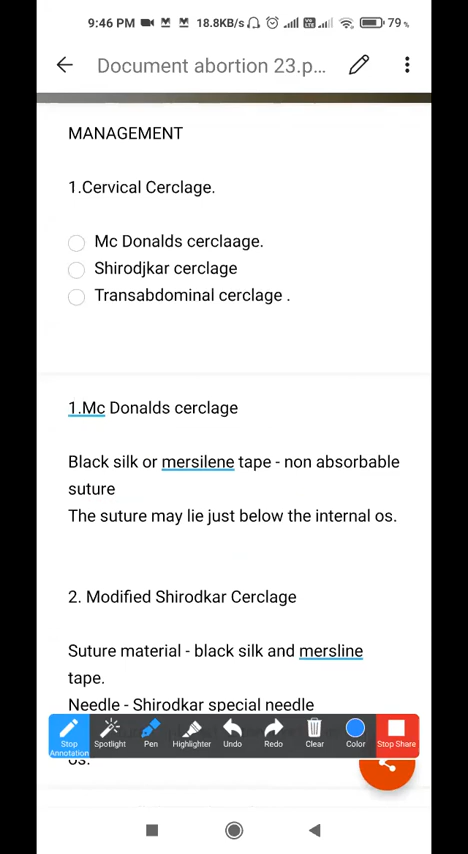 9:46 PM 18.8KB/s 79%
Document abortion 23.p...
MANAGEMENT
1.Cervical Cerclage.
Mc Donalds cerclaage.
Shirodjkar cerclage
Transabdominal cerclage .
1.Mc Donalds cerclage
Black silk or mersilene tape - non absorbable
suture
The suture may lie just below the internal os.
2. Modified Shirodkar Cerclage
Suture material - black silk and mersline
tape.
Needle - Shirodkar special needle
Stop Annotation
Spotlight
Pen
Highlighter
Undo
Redo
Clear
Color
Stop Share
os.